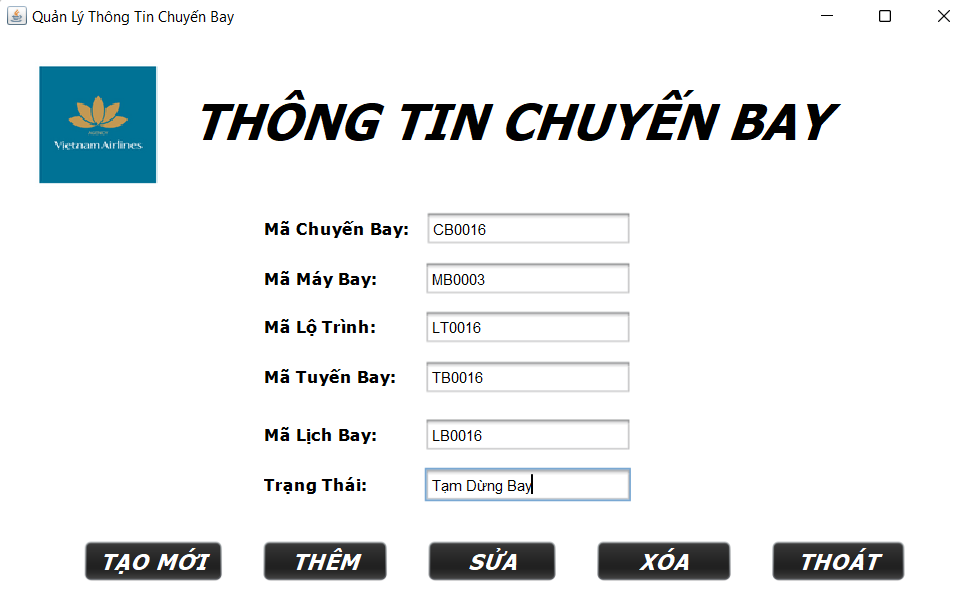 Quản Lý Thông Tin Chuyến Bay
Vietnam Airlines
THÔNG TIN CHUYẾN BAY
Mã Chuyến Bay: CB0016
Mã Máy Bay: MB0003
Mã Lộ Trình: LT0016
Mã Tuyến Bay: TB0016
Mã Lịch Bay: LB0016
Trạng Thái: Tạm Dừng Bay
TẠO MỚI THÊM SỬA XÓA THOÁT